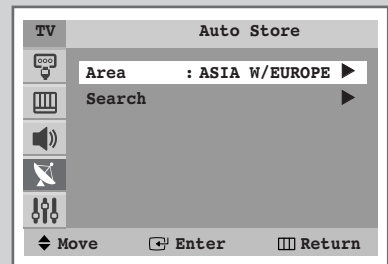 TV Auto Store
Area : ASIA W/EUROPE ▶
Search ▶
Move Enter Return